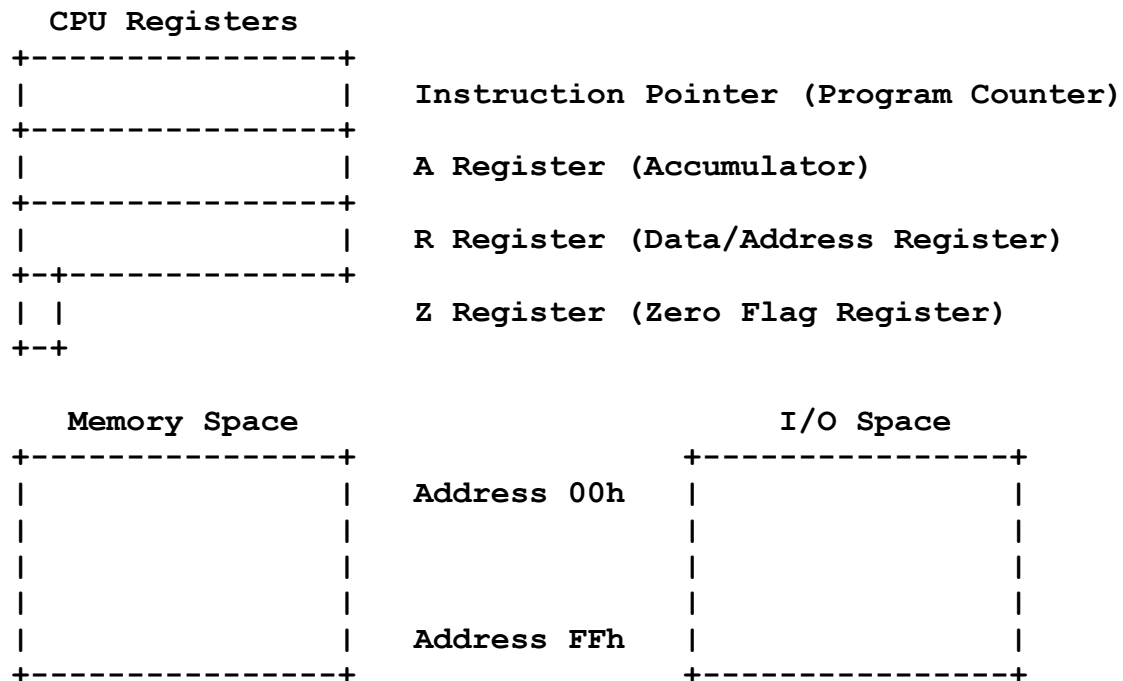 CPU Registers
+----------------+
|                |   Instruction Pointer (Program Counter)
+----------------+
|                |   A Register (Accumulator)
+----------------+
|                |   R Register (Data/Address Register)
+-+--------------+
| |                  Z Register (Zero Flag Register)
+-+
Memory Space                       I/O Space
+----------------+                 +----------------+
|                |   Address 00h   |                |
|                |                 |                |
|                |                 |                |
|                |                 |                |
|                |   Address FFh   |                |
+----------------+                 +----------------+